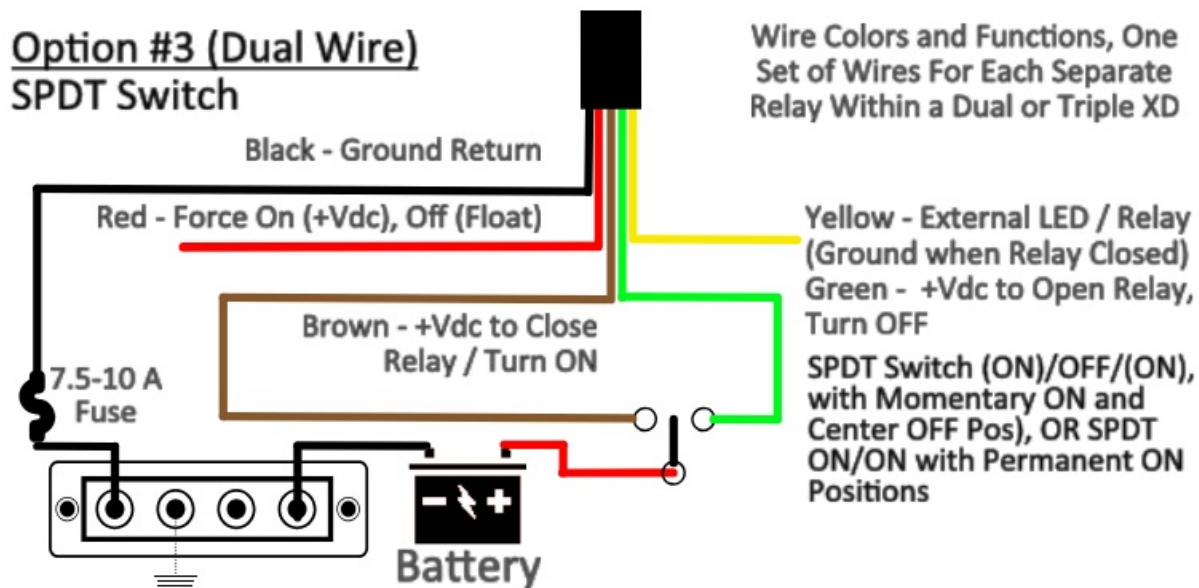 Option #3 (Dual Wire)
SPDT Switch
Wire Colors and Functions, One
Set of Wires For Each Separate
Relay Within a Dual or Triple XD
Black - Ground Return
Red - Force On (+Vdc), Off (Float)
Yellow - External LED / Relay
(Ground when Relay Closed)
Green -  +Vdc to Open Relay,
Turn OFF
Brown - +Vdc to Close
Relay / Turn ON
SPDT Switch (ON)/OFF/(ON),
with Momentary ON and
Center OFF Pos), OR SPDT
ON/ON with Permanent ON
Positions
7.5-10 A
Fuse
Battery